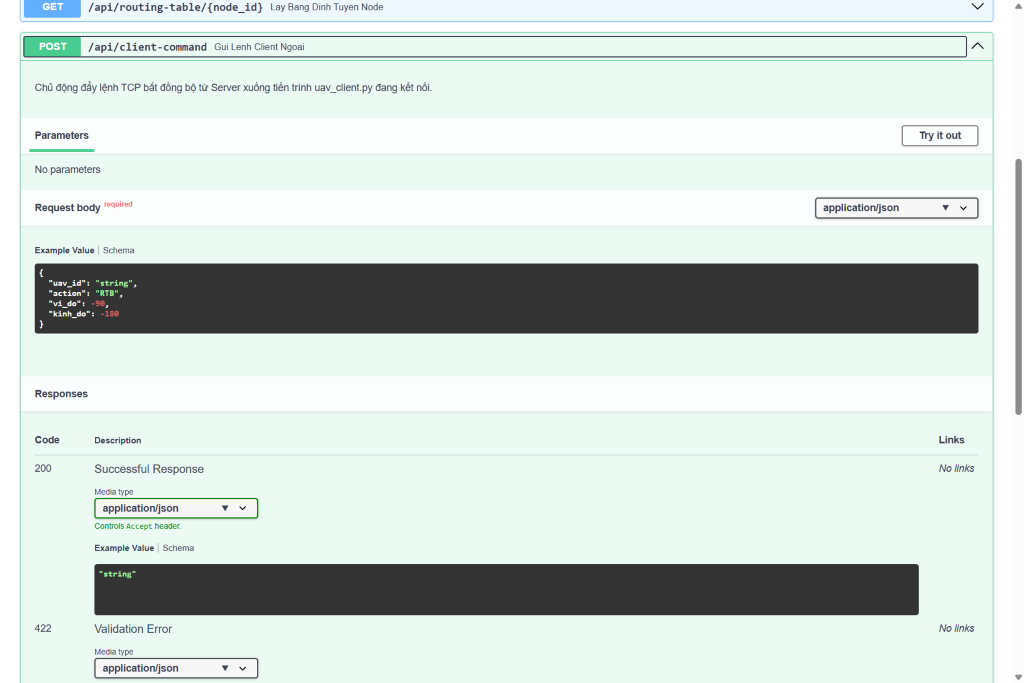 GET /api/routing-table/{node_id} Lay Bang Dinh Tuyen Node
POST /api/client-command Gui Lenh Client Ngoai
Chủ động đẩy lệnh TCP bất đồng bộ từ Server xuống tiến trình uav_client.py đang kết nối.
Parameters Try it out
No parameters
Request body required application/json
Example Value | Schema
{
"uav_id": "string",
"action": "RTB",
"vi_do": -90,
"kinh_do": -180
}
Responses
Code Description Links
200 Successful Response No links
Media type
application/json
Controls Accept header.
Example Value | Schema
"string"
422 Validation Error No links
Media type
application/json